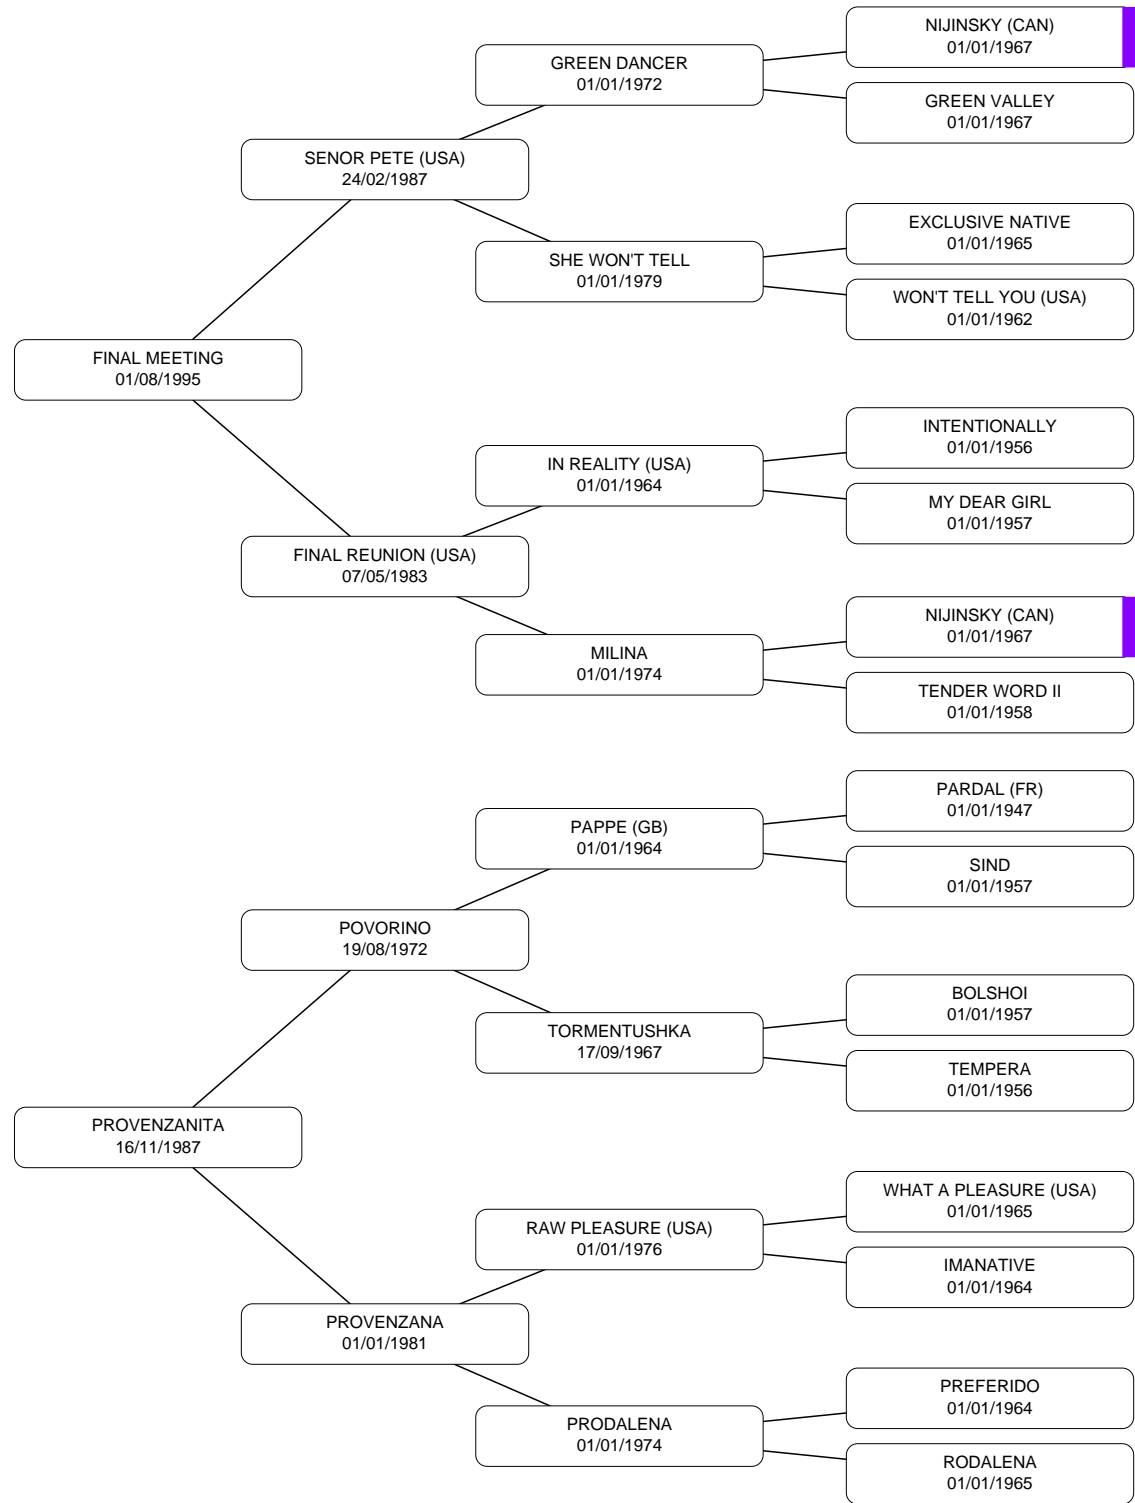 NIJINSKY (CAN)
01/01/1967
GREEN DANCER
01/01/1972
GREEN VALLEY
01/01/1967
SENOR PETE (USA)
24/02/1987
EXCLUSIVE NATIVE
01/01/1965
SHE WON'T TELL
01/01/1979
WON'T TELL YOU (USA)
01/01/1962
FINAL MEETING
01/08/1995
INTENTIONALLY
01/01/1956
IN REALITY (USA)
01/01/1964
MY DEAR GIRL
01/01/1957
FINAL REUNION (USA)
07/05/1983
NIJINSKY (CAN)
01/01/1967
MILINA
01/01/1974
TENDER WORD II
01/01/1958
PARDAL (FR)
01/01/1947
PAPPE (GB)
01/01/1964
SIND
01/01/1957
POVORINO
19/08/1972
BOLSHOI
01/01/1957
TORMENTUSHKA
17/09/1967
TEMPERA
01/01/1956
PROVENZANITA
16/11/1987
WHAT A PLEASURE (USA)
01/01/1965
RAW PLEASURE (USA)
01/01/1976
IMANATIVE
01/01/1964
PROVENZANA
01/01/1981
PREFERIDO
01/01/1964
PRODALENA
01/01/1974
RODALENA
01/01/1965